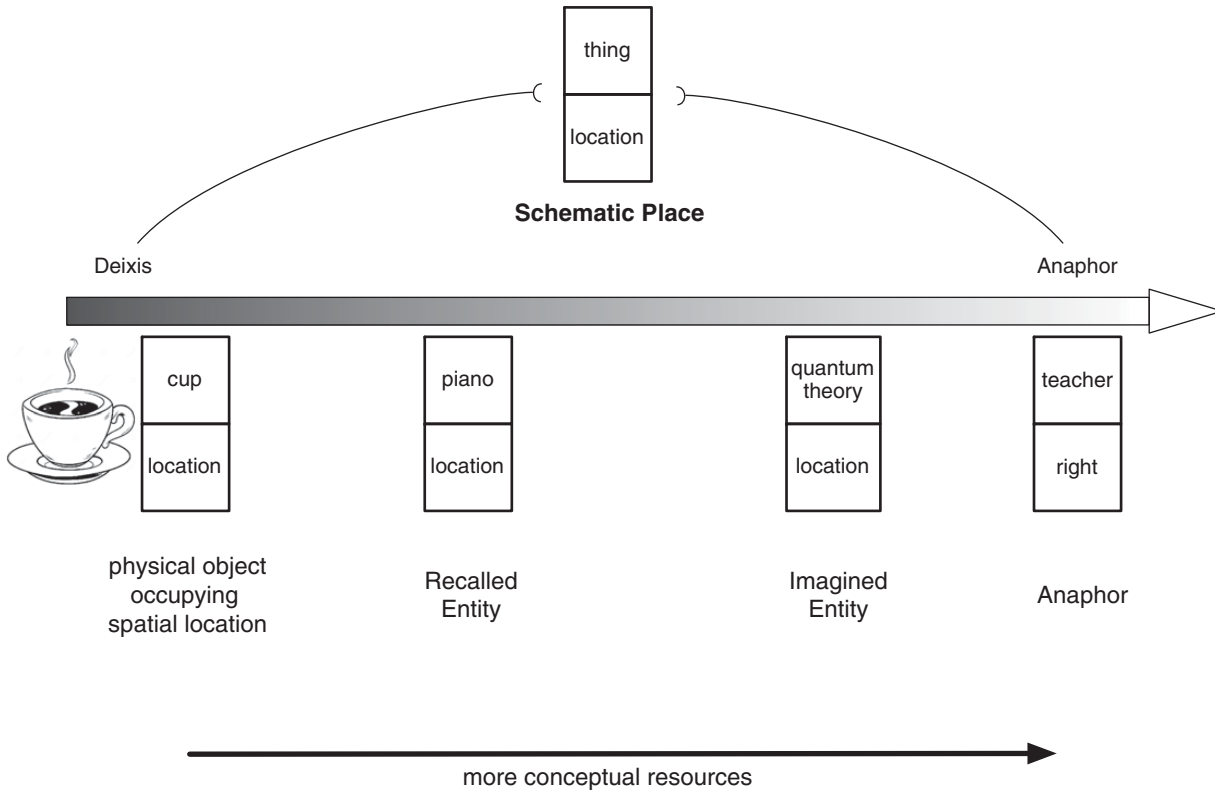 thing
location
Schematic Place
Deixis
Anaphor
cup
location
piano
location
quantum
theory
location
teacher
right
physical object
occupying
spatial location
Recalled
Entity
Imagined
Entity
Anaphor
more conceptual resources